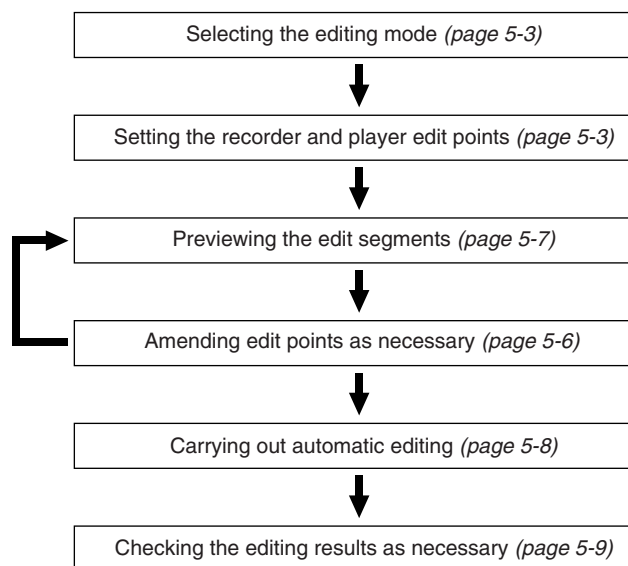 Selecting the editing mode (page 5-3)
Setting the recorder and player edit points (page 5-3)
Previewing the edit segments (page 5-7)
Amending edit points as necessary (page 5-6)
Carrying out automatic editing (page 5-8)
Checking the editing results as necessary (page 5-9)